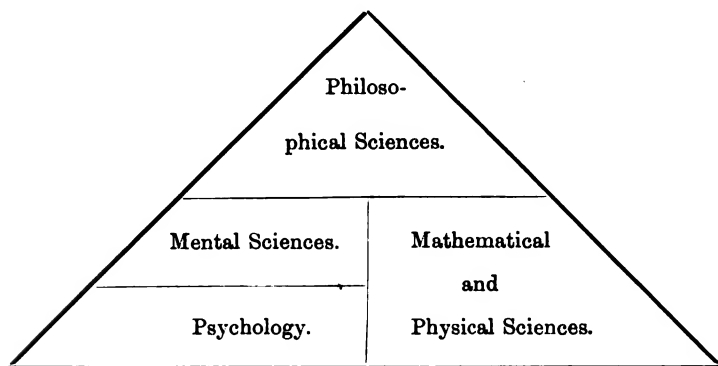 Philoso-
phical Sciences.
Mental Sciences.
Psychology.
Mathematical
and
Physical Sciences.